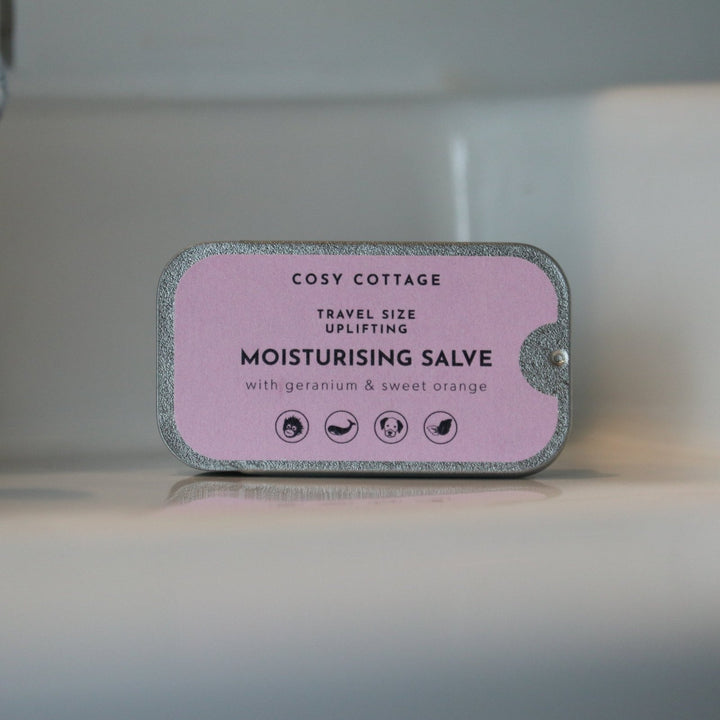 COSY COTTAGE
TRAVEL SIZE
UPLIFTING
MOISTURISING SALVE
with geranium & sweet orange